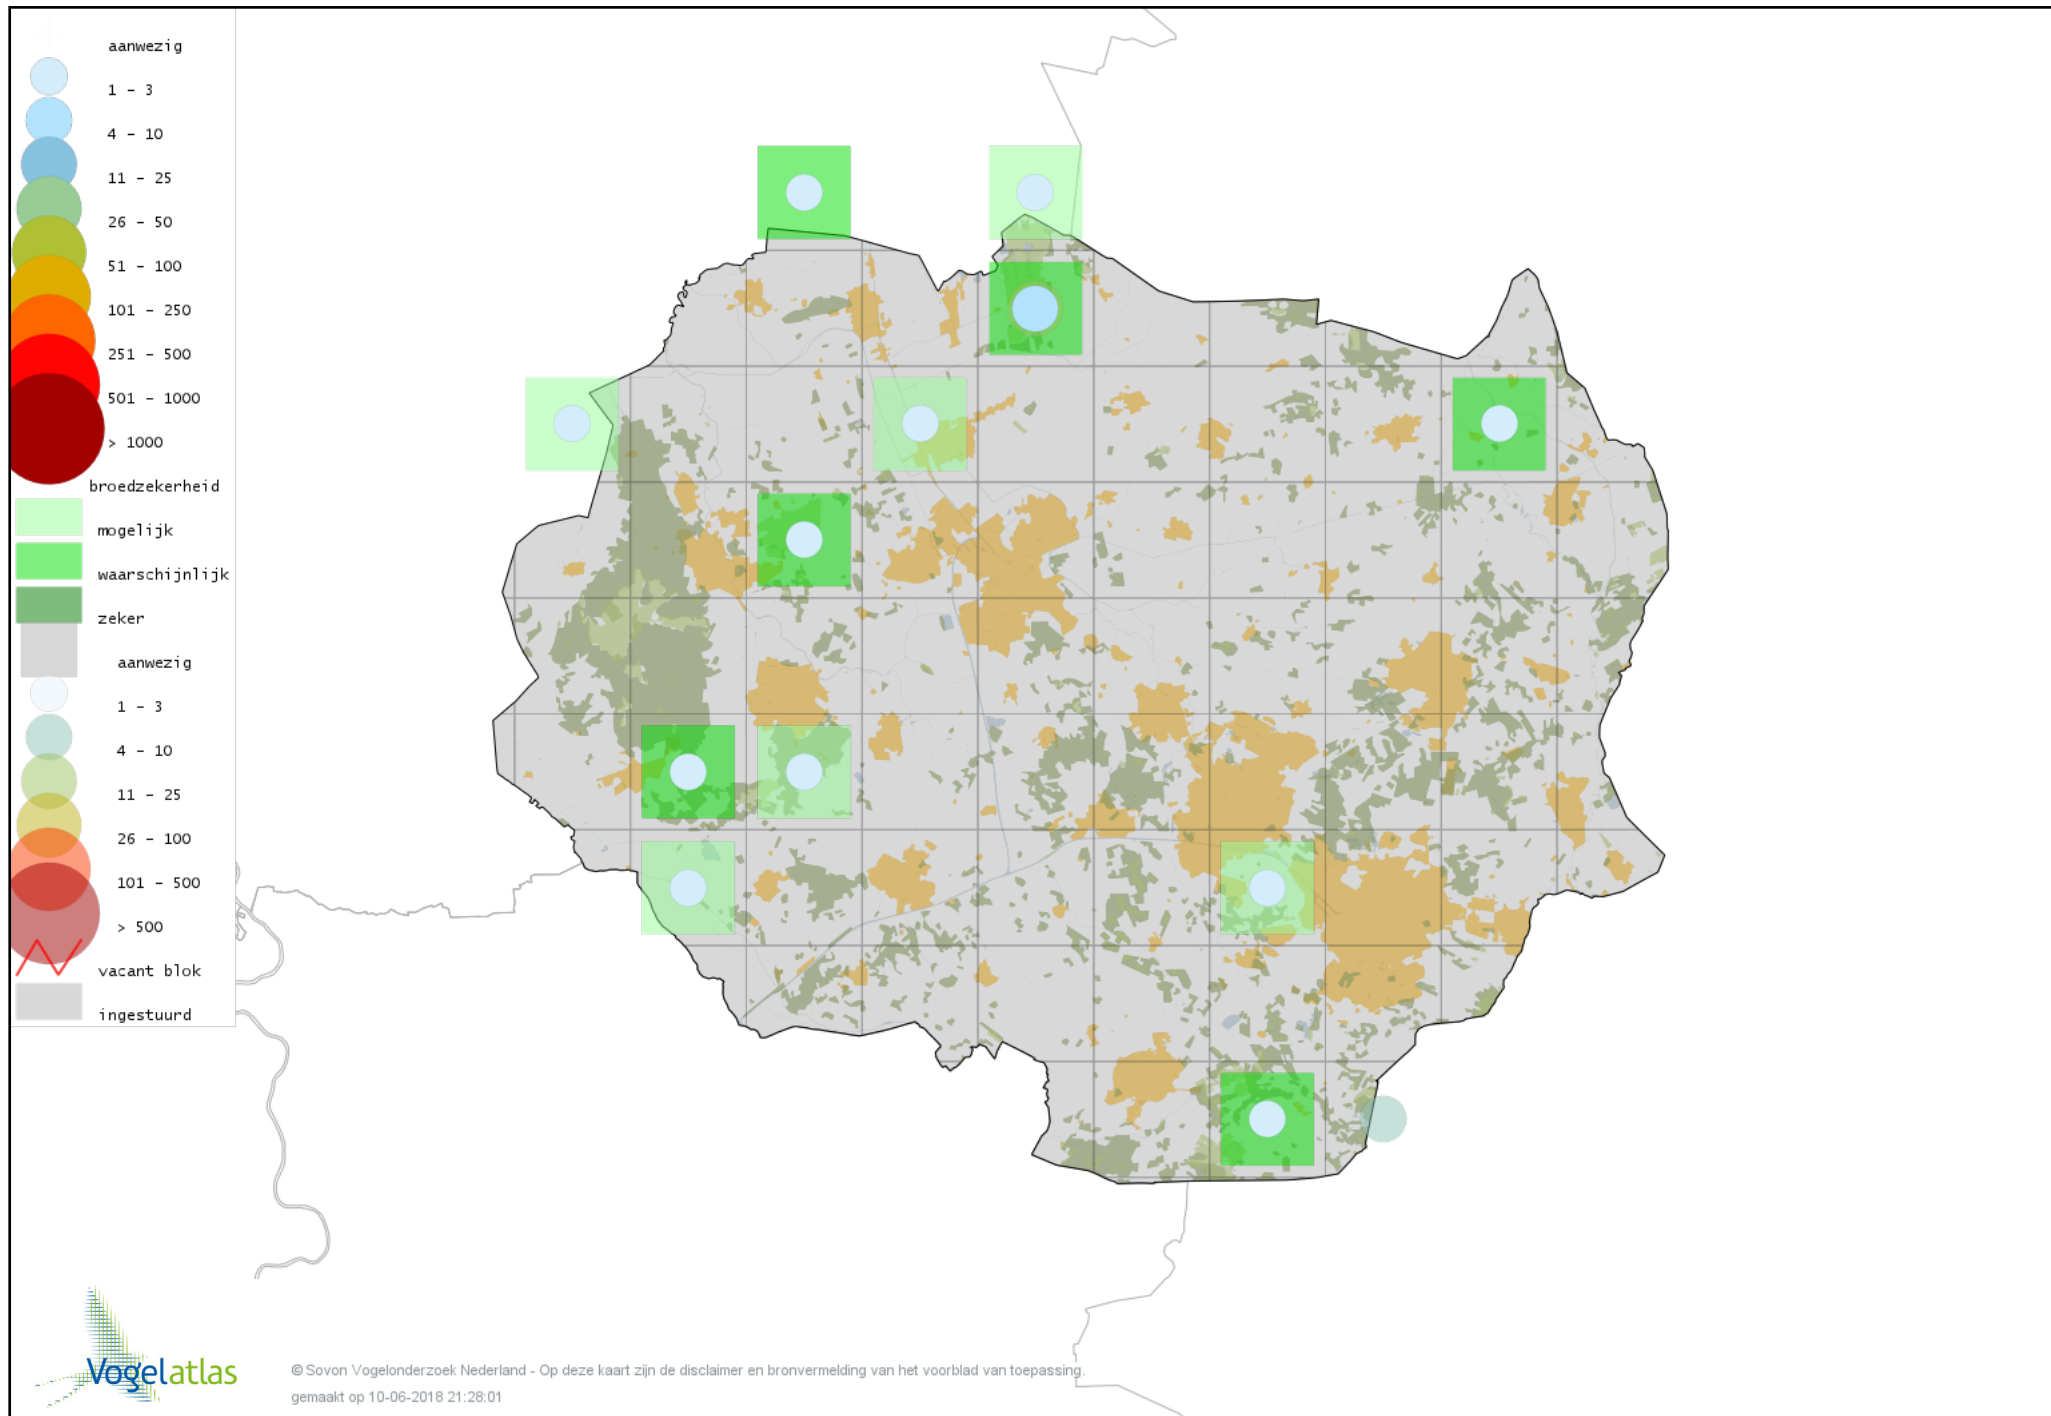 aanwezig
1 - 3
4 - 10
11 - 25
26 - 50
51 - 100
101 - 250
251 - 500
501 - 1000
> 1000
broedzekerheid
mogelijk
waarschijnlijk
zeker
aanwezig
1 - 3
4 - 10
11 - 25
26 - 100
101 - 500
> 500
vacant blok
ingestuurd
Vogelatlas
© Sovon Vogelonderzoek Nederland - Op deze kaart zijn de disclaimer en bronvermelding van het voorblad van toepassing.
gemaakt op 10-06-2018 21:28:01